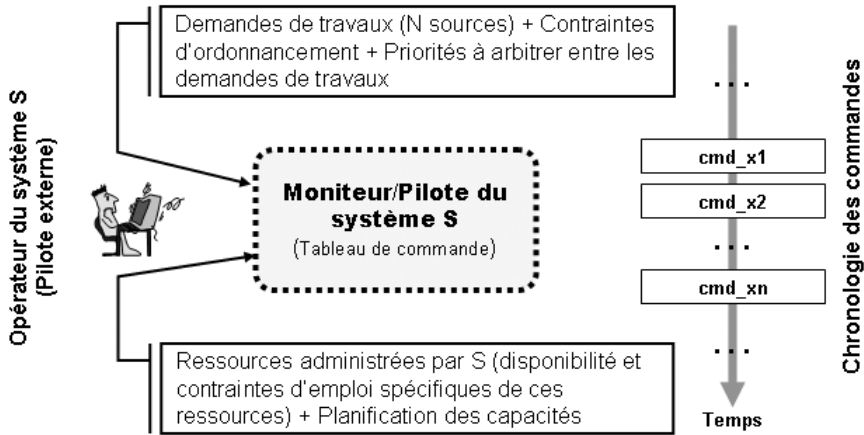 Demandes de travaux (N sources) + Contraintes
d'ordonnancement + Priorités à arbitrer entre les
demandes de travaux
Opérateur du système S
(Pilote externe)
Moniteur/Pilote du
système S
(Tableau de commande)
Ressources administrées par S (disponibilité et
contraintes d'emploi spécifiques de ces
ressources) + Planification des capacités
...
cmd_x1
cmd_x2
...
cmd_xn
...
Temps
Chronologie des commandes